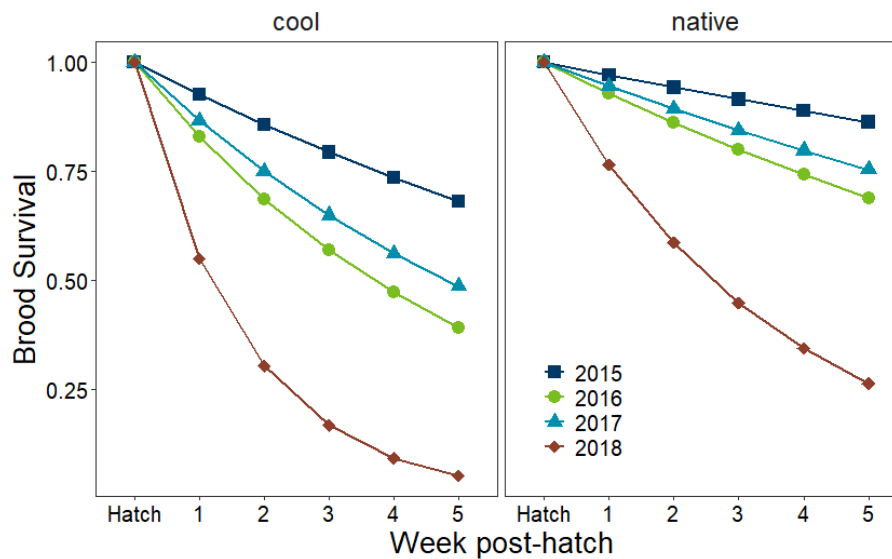 cool
native
Brood Survival
1.00
0.75
0.50
0.25
2015
2016
2017
2018
Hatch 1 2 3 4 5
Hatch 1 2 3 4 5
Week post-hatch